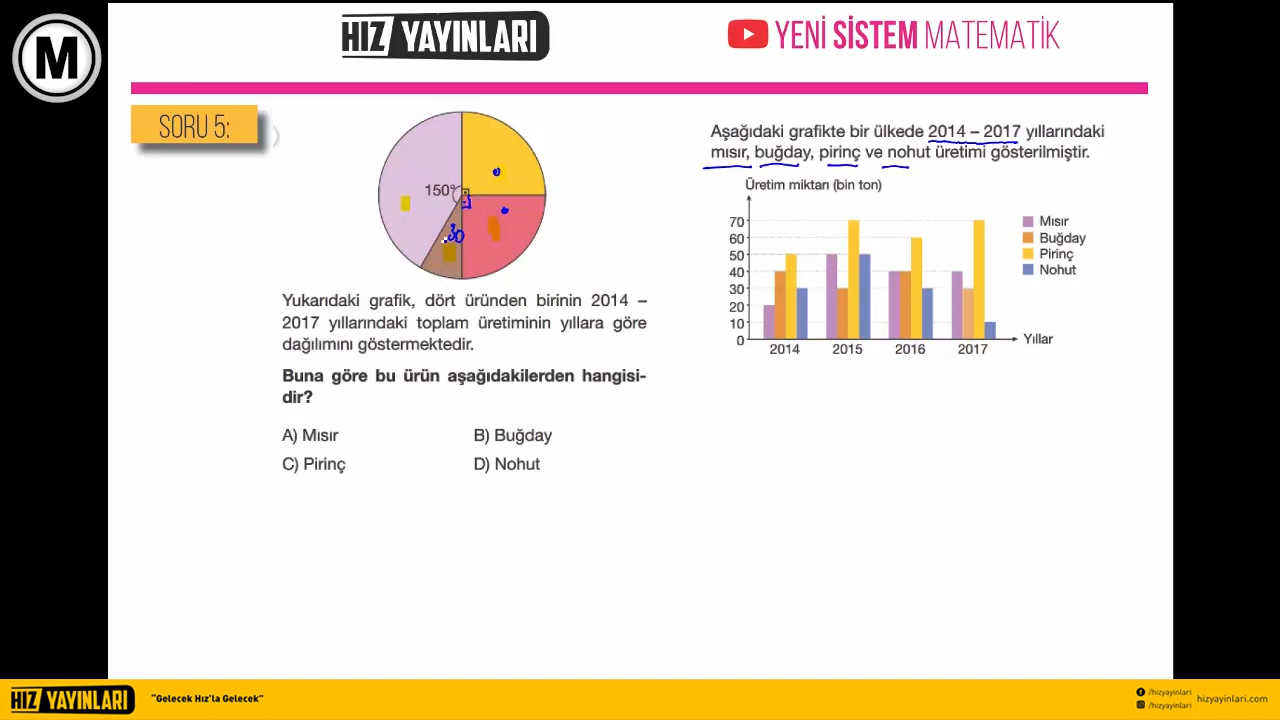 M
HIZ YAYINLARI
YENİ SİSTEM MATEMATİK
SORU 5:
150°
30
Yukarıdaki grafik, dört üründen birinin 2014 –
2017 yıllarındaki toplam üretiminin yıllara göre
dağılımını göstermektedir.
Buna göre bu ürün aşağıdakilerden hangisi-
dir?
A) Mısır
B) Buğday
C) Pirinç
D) Nohut
Aşağıdaki grafikte bir ülkede 2014 – 2017 yıllarındaki
mısır, buğday, pirinç ve nohut üretimi gösterilmiştir.
Üretim miktarı (bin ton)
70
60
50
40
30
20
10
0
2014 2015 2016 2017
Yıllar
Mısır
Buğday
Pirinç
Nohut
HIZ YAYINLARI
"Gelecek Hız'la Gelecek"
/hizyayinlari
/hizyayinlari
hizyayinlari.com